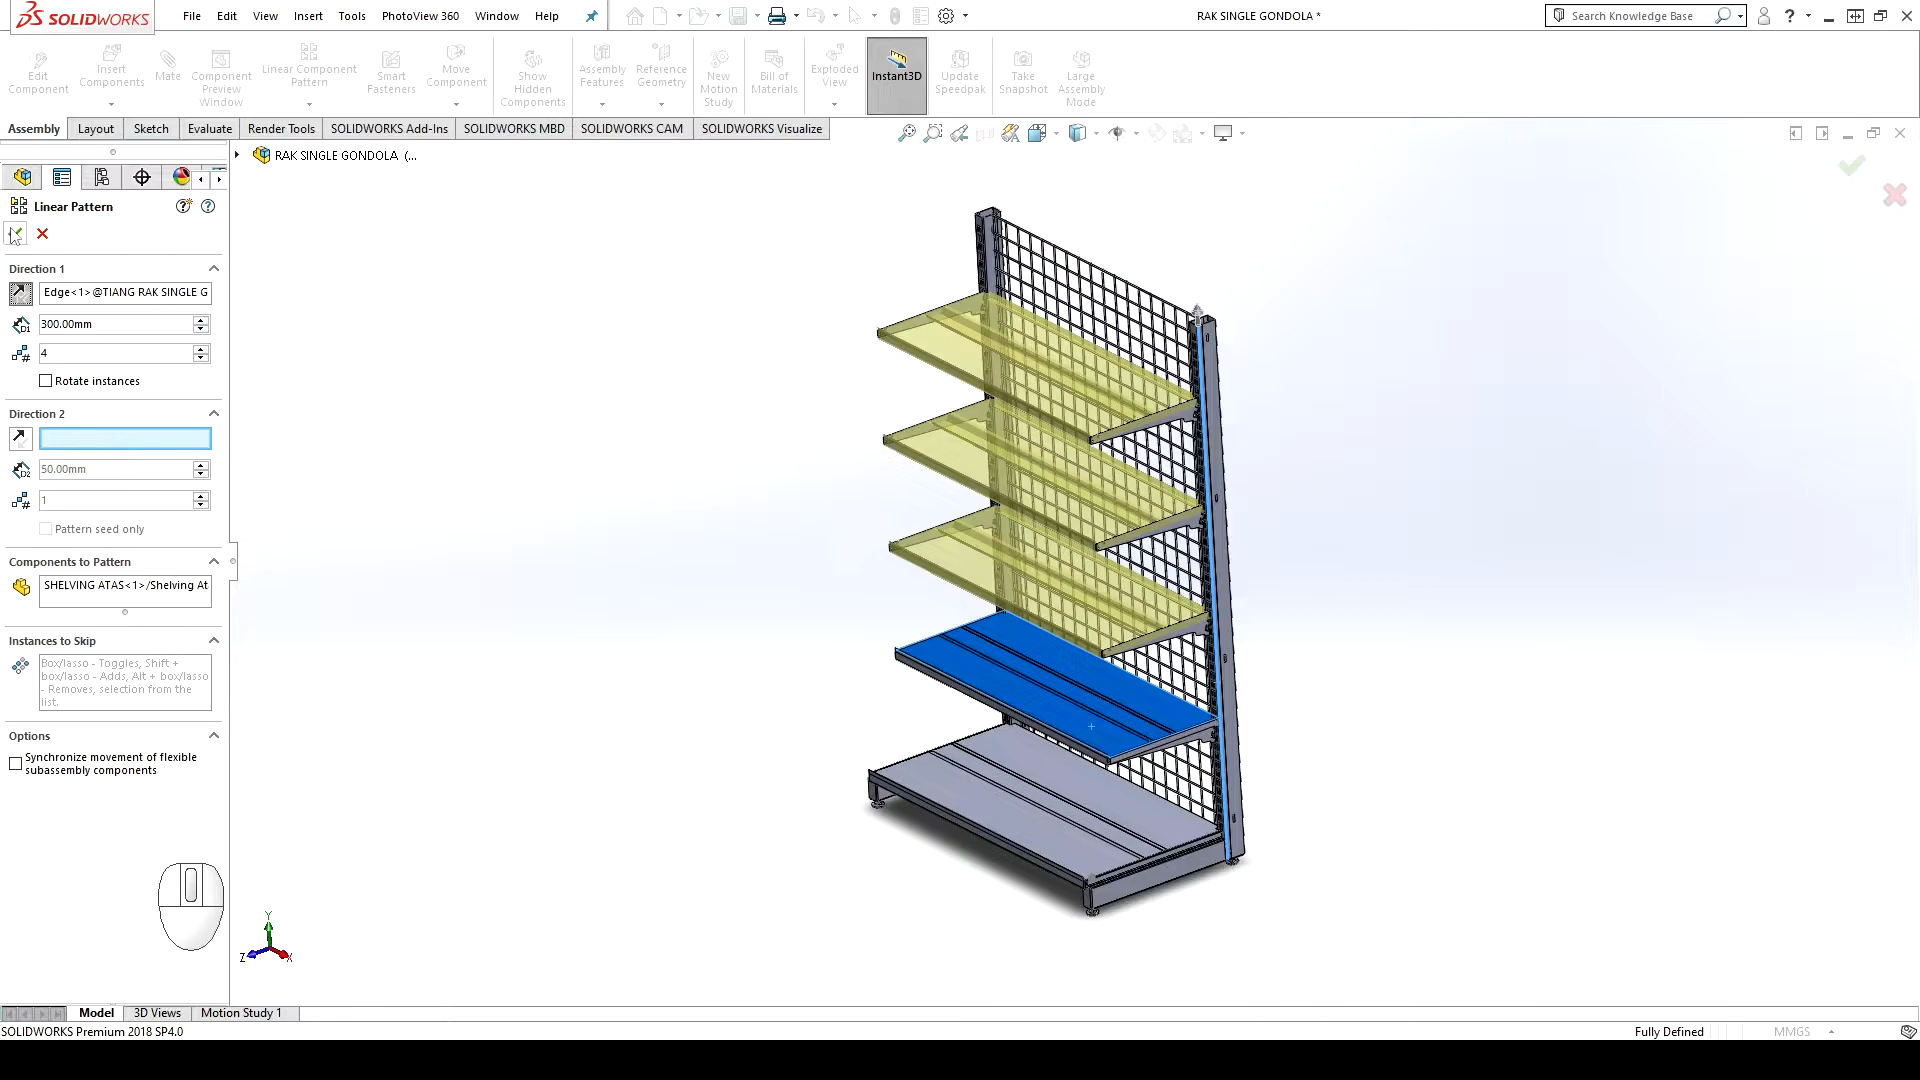 SOLIDWORKS File Edit View Insert Tools PhotoView 360 Window Help RAK SINGLE GONDOLA * Search Knowledge Base ?
Edit Component
Insert Components
Mate
Component Preview Window
Linear Component Pattern
Smart Fasteners
Move Component
Show Hidden Components
Assembly Features
Reference Geometry
New Motion Study
Bill of Materials
Exploded View
Instant3D
Update Speedpak
Take Snapshot
Large Assembly Mode
Assembly Layout Sketch Evaluate Render Tools SOLIDWORKS Add-Ins SOLIDWORKS MBD SOLIDWORKS CAM SOLIDWORKS Visualize
RAK SINGLE GONDOLA (...
Linear Pattern
Direction 1
Edge<1>@TIANG RAK SINGLE G
D1 300.00mm
# 4
Rotate instances
Direction 2
D2 50.00mm
# 1
Pattern seed only
Components to Pattern
SHELVING ATAS<1>/Shelving At
Instances to Skip
Box/lasso - Toggles, Shift +
box/lasso - Adds, Alt + box/lasso
- Removes, selection from the
list.
Options
Synchronize movement of flexible
subassembly components
Y
Z X
Model 3D Views Motion Study 1
SOLIDWORKS Premium 2018 SP4.0 Fully Defined MMGS